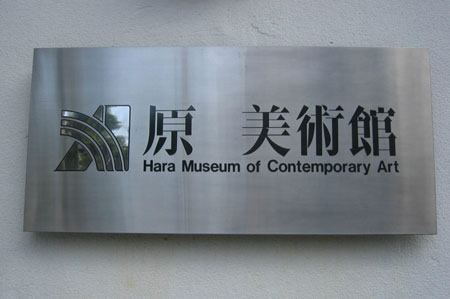 原 美術館
Hara Museum of Contemporary Art